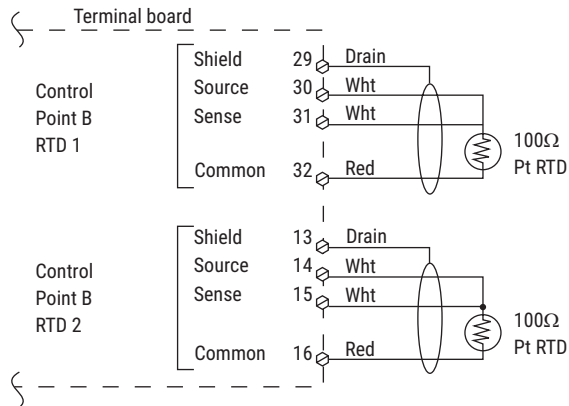 Terminal board
Control
Point B
RTD 1
Shield 29 Drain
Source 30 Wht
Sense 31 Wht
Common 32 Red
100Ω
Pt RTD
Control
Point B
RTD 2
Shield 13 Drain
Source 14 Wht
Sense 15 Wht
Common 16 Red
100Ω
Pt RTD